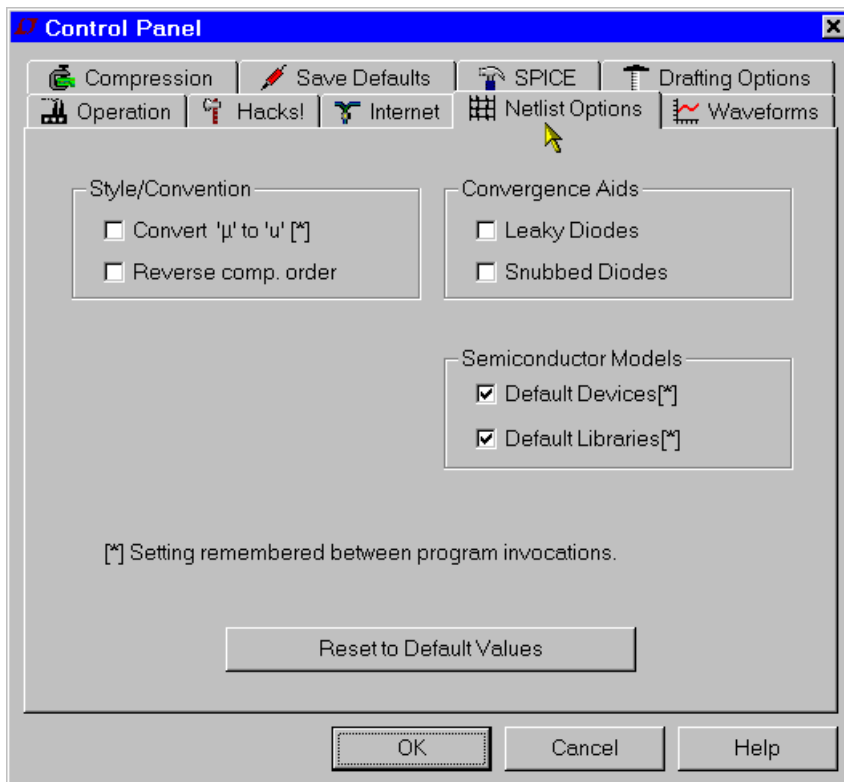 Control Panel
Compression Save Defaults SPICE Drafting Options
Operation Hacks! Internet Netlist Options Waveforms
Style/Convention Convergence Aids
Convert 'µ' to 'u' [*] Leaky Diodes
Reverse comp. order Snubbed Diodes
Semiconductor Models
Default Devices[*]
Default Libraries[*]
[*] Setting remembered between program invocations.
Reset to Default Values
OK Cancel Help